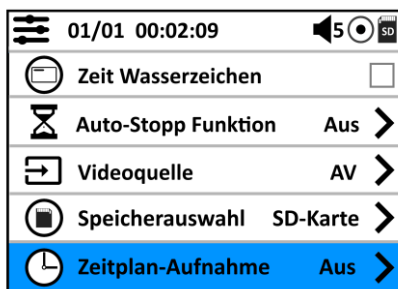 01/01 00:02:09 5 SD
Zeit Wasserzeichen
Auto-Stopp Funktion Aus
Videoquelle AV
Speicherauswahl SD-Karte
Zeitplan-Aufnahme Aus